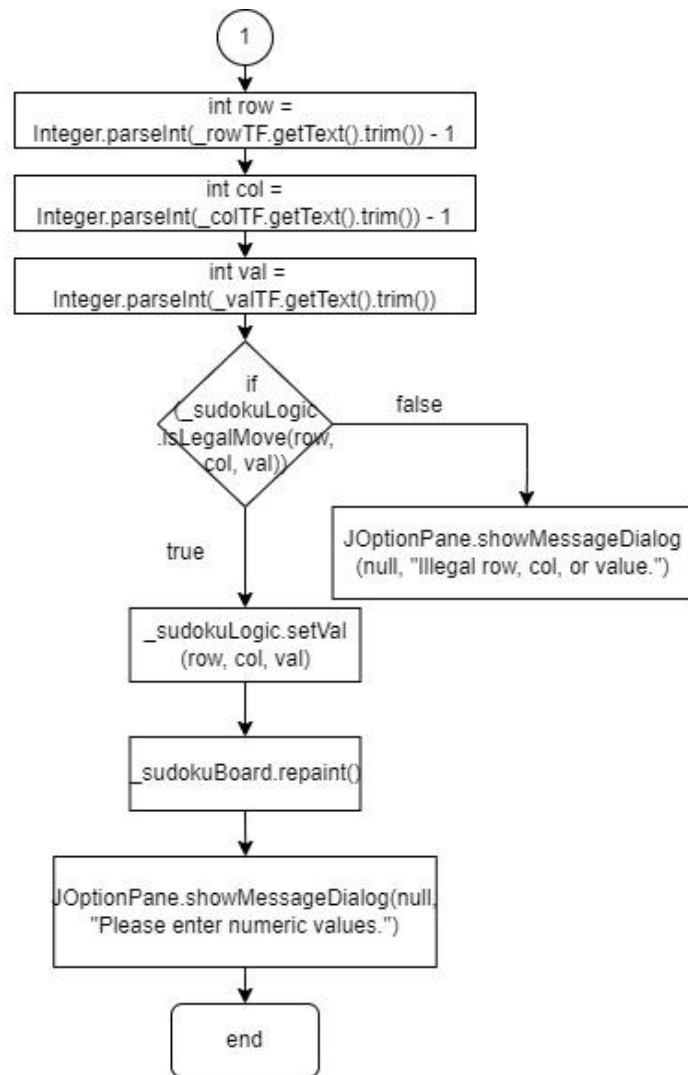 1
int row =
Integer.parseInt(_rowTF.getText().trim()) - 1
int col =
Integer.parseInt(_colTF.getText().trim()) - 1
int val =
Integer.parseInt(_valTF.getText().trim())
if
(_sudokuLogic
.isLegalMove(row,
col, val))
false
true
JOptionPane.showMessageDialog
(null, "Illegal row, col, or value.")
_sudokuLogic.setVal
(row, col, val)
_sudokuBoard.repaint()
JOptionPane.showMessageDialog(null,
"Please enter numeric values.")
end